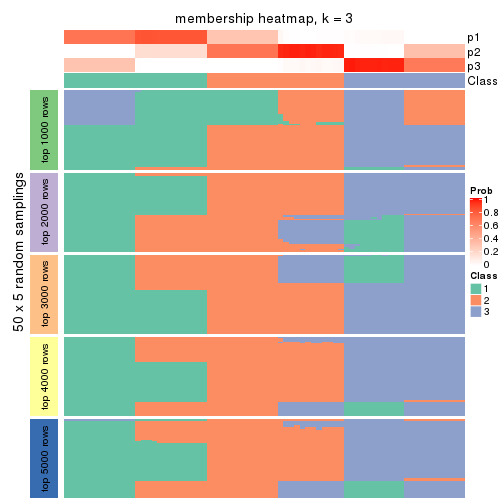 membership heatmap, k = 3
p1
p2
p3
Class
50 x 5 random samplings
top 1000 rows
top 2000 rows
top 3000 rows
top 4000 rows
top 5000 rows
Prob
1
0.8
0.6
0.4
0.2
0
Class
1
2
3